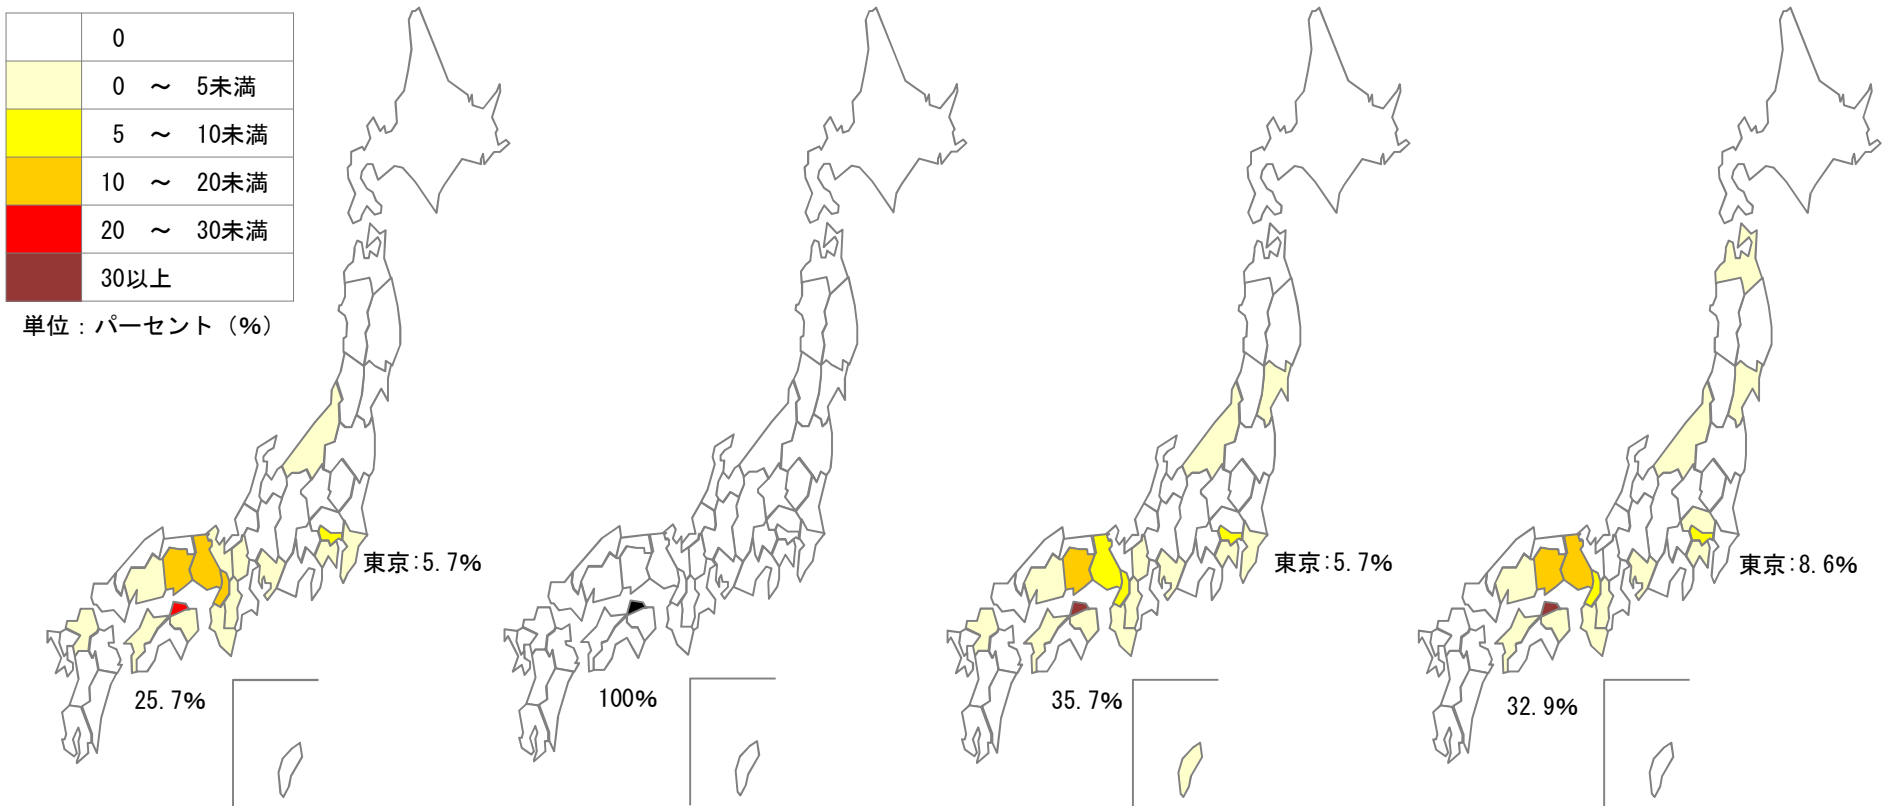 0
0 ～ 5未満
5 ～ 10未満
10 ～ 20未満
20 ～ 30未満
30以上
単位：パーセント（%）
東京:5.7%
25.7%
100%
東京:5.7%
35.7%
東京:8.6%
32.9%